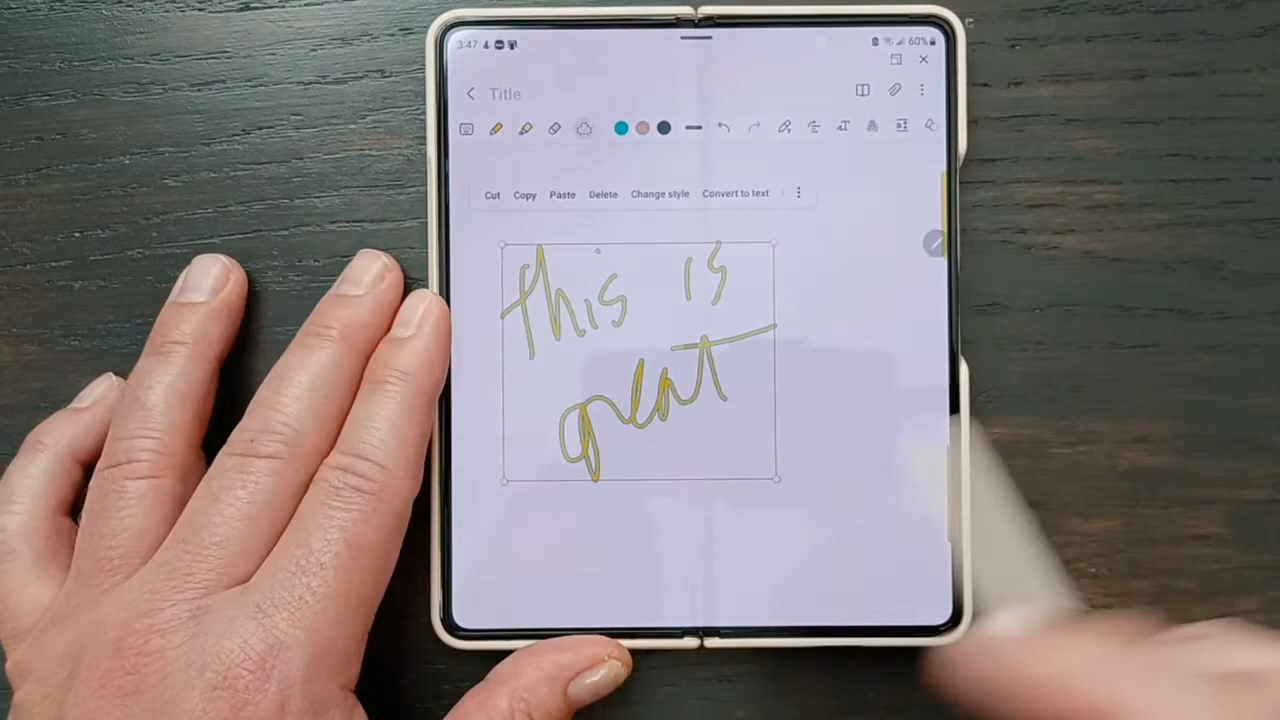 3:47 60%
Title
Cut Copy Paste Delete Change style Convert to text
this is
great